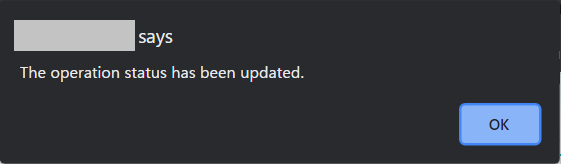 says
The operation status has been updated.
OK